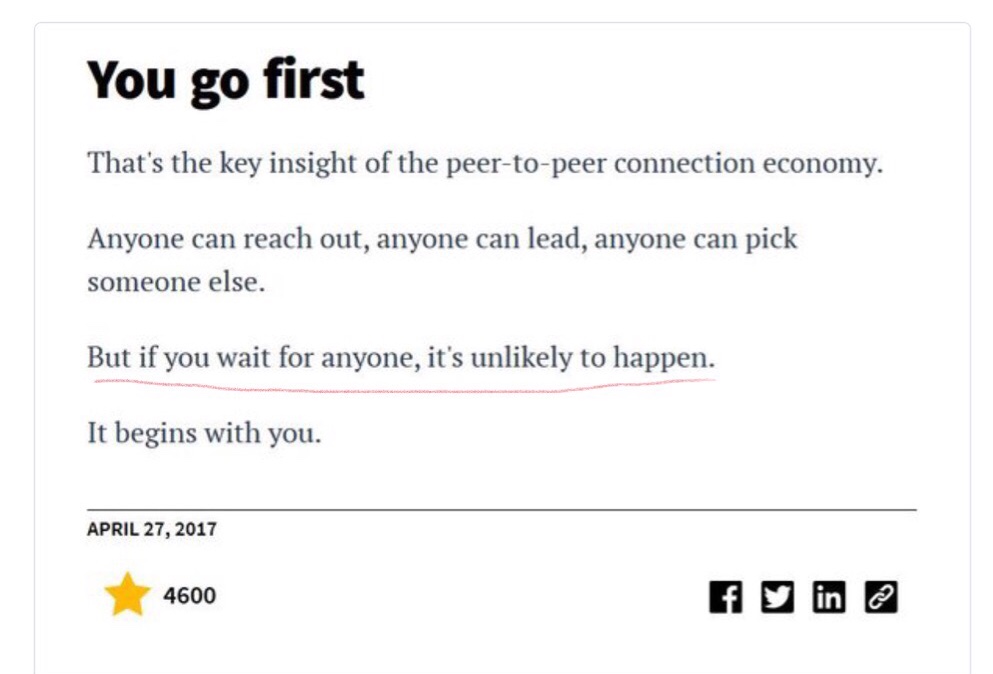 You go first
That's the key insight of the peer-to-peer connection economy.
Anyone can reach out, anyone can lead, anyone can pick
someone else.
But if you wait for anyone, it's unlikely to happen.
It begins with you.
APRIL 27, 2017
4600